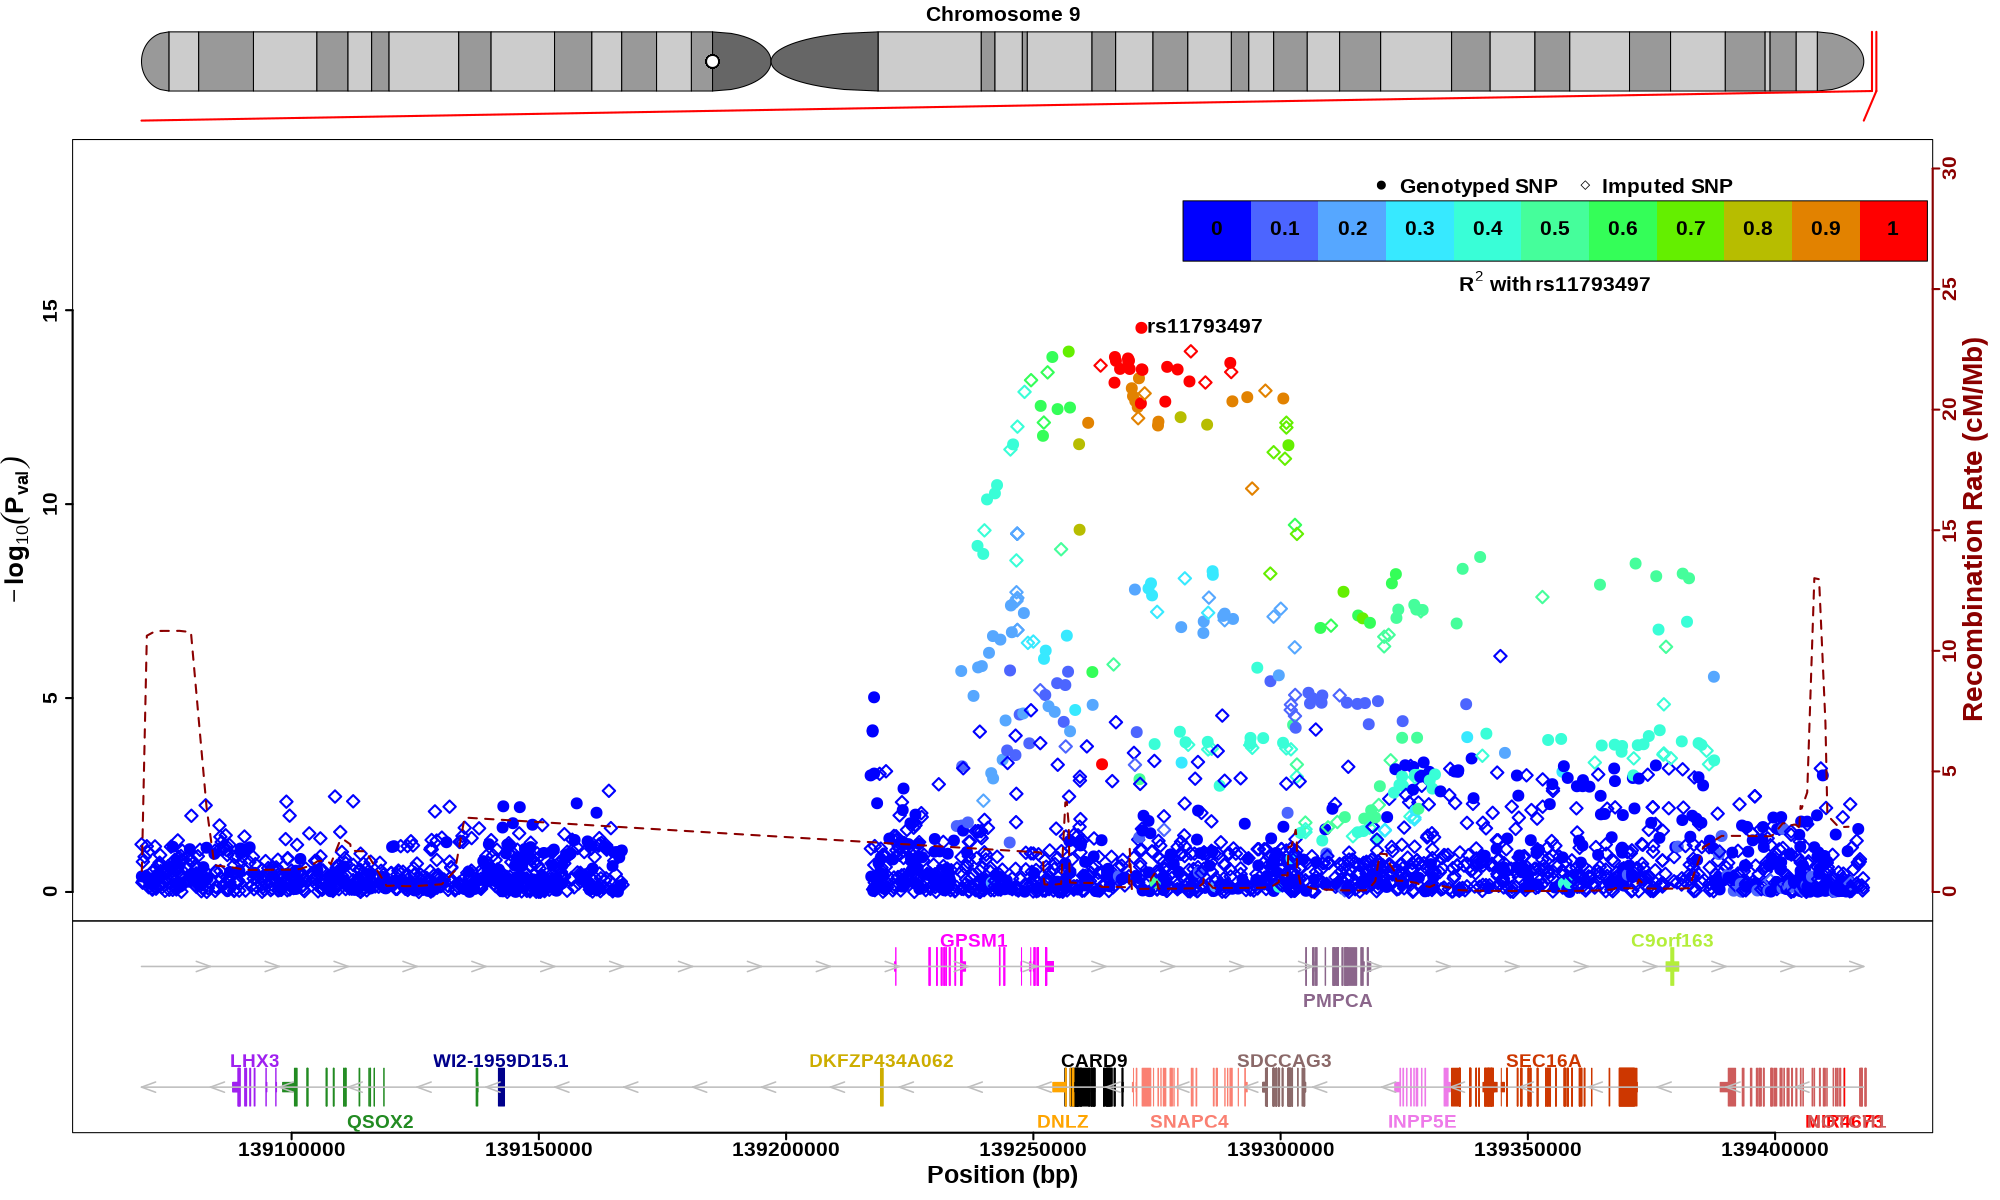 Chromosome 9
Genotyped SNP Imputed SNP
0 0.1 0.2 0.3 0.4 0.5 0.6 0.7 0.8 0.9 1
R2 with rs11793497
rs11793497
−log10(Pval)
0 5 10 15
Recombination Rate (cM/Mb)
0 5 10 15 20 25 30
GPSM1 C9orf163
PMPCA
LHX3 WI2-1959D15.1 DKFZP434A062 CARD9 SDCCAG3 SEC16A
QSOX2 DNLZ SNAPC4 INPP5E
139100000 139150000 139200000 139250000 139300000 139350000 139400000
Position (bp)